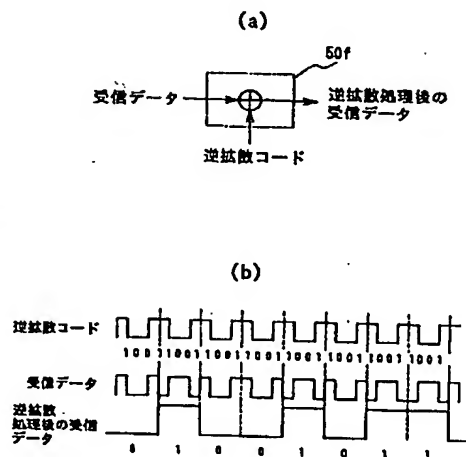 (a)
50f
受信データ
逆拡散処理後の
受信データ
逆拡散コード
(b)
逆拡散コード
1001 1001 1001 1001 1001 1001 1001 1001
受信データ
逆拡散
処理後の受信
データ
0 1 0 0 1 0 1 1